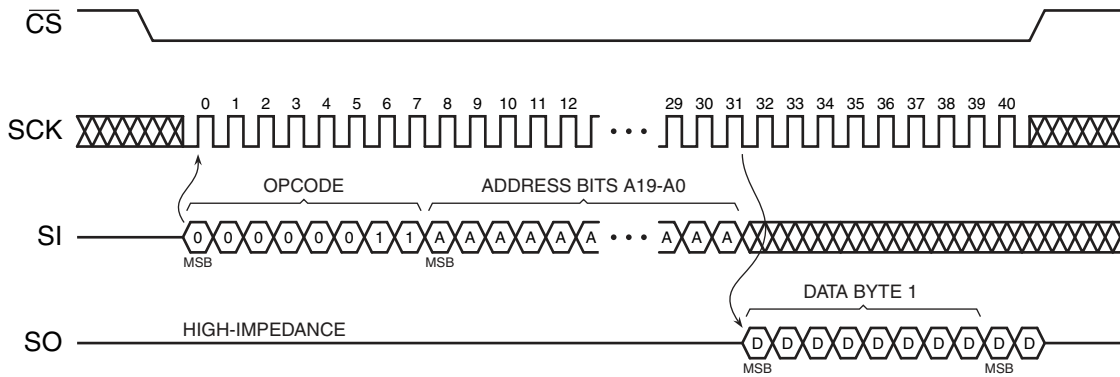 CS
0 1 2 3 4 5 6 7 8 9 10 11 12 29 30 31 32 33 34 35 36 37 38 39 40
SCK
OPCODE ADDRESS BITS A19-A0
SI 0 0 0 0 0 0 1 1 A A A A A A A A A
MSB MSB
DATA BYTE 1
HIGH-IMPEDANCE
SO D D D D D D D D D D
MSB MSB